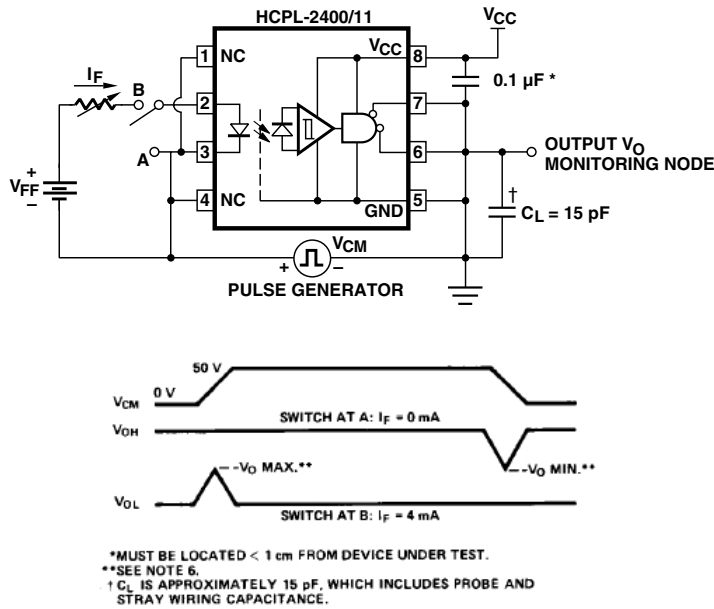 HCPL-2400/11
VCC
1 NC
VCC 8
0.1 µF *
IF
B
2
7
A
3
6
OUTPUT VO
MONITORING NODE
+
VFF
–
4 NC
GND 5
†
CL = 15 pF
VCM
+ –
PULSE GENERATOR
50 V
0 V
VCM
SWITCH AT A: IF = 0 mA
VOH
VO MAX.**
VO MIN.**
VOL
SWITCH AT B: IF = 4 mA
*MUST BE LOCATED < 1 cm FROM DEVICE UNDER TEST.
**SEE NOTE 6.
† CL IS APPROXIMATELY 15 pF, WHICH INCLUDES PROBE AND
STRAY WIRING CAPACITANCE.